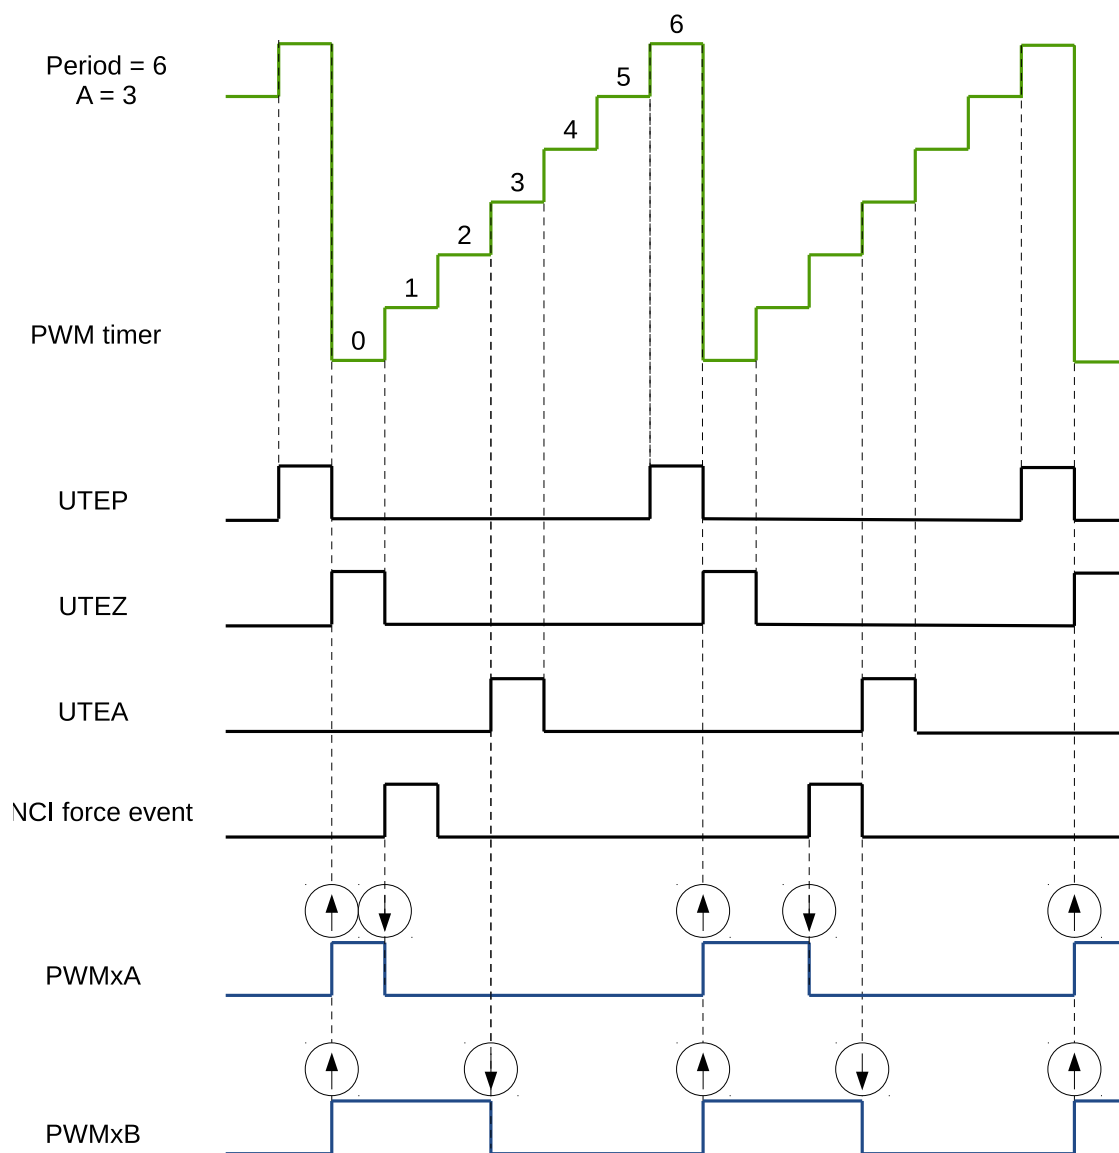 6
Period = 6
A = 3
5
4
3
2
1
0
PWM timer
UTEP
UTEZ
UTEA
NCI force event
PWMxA
PWMxB